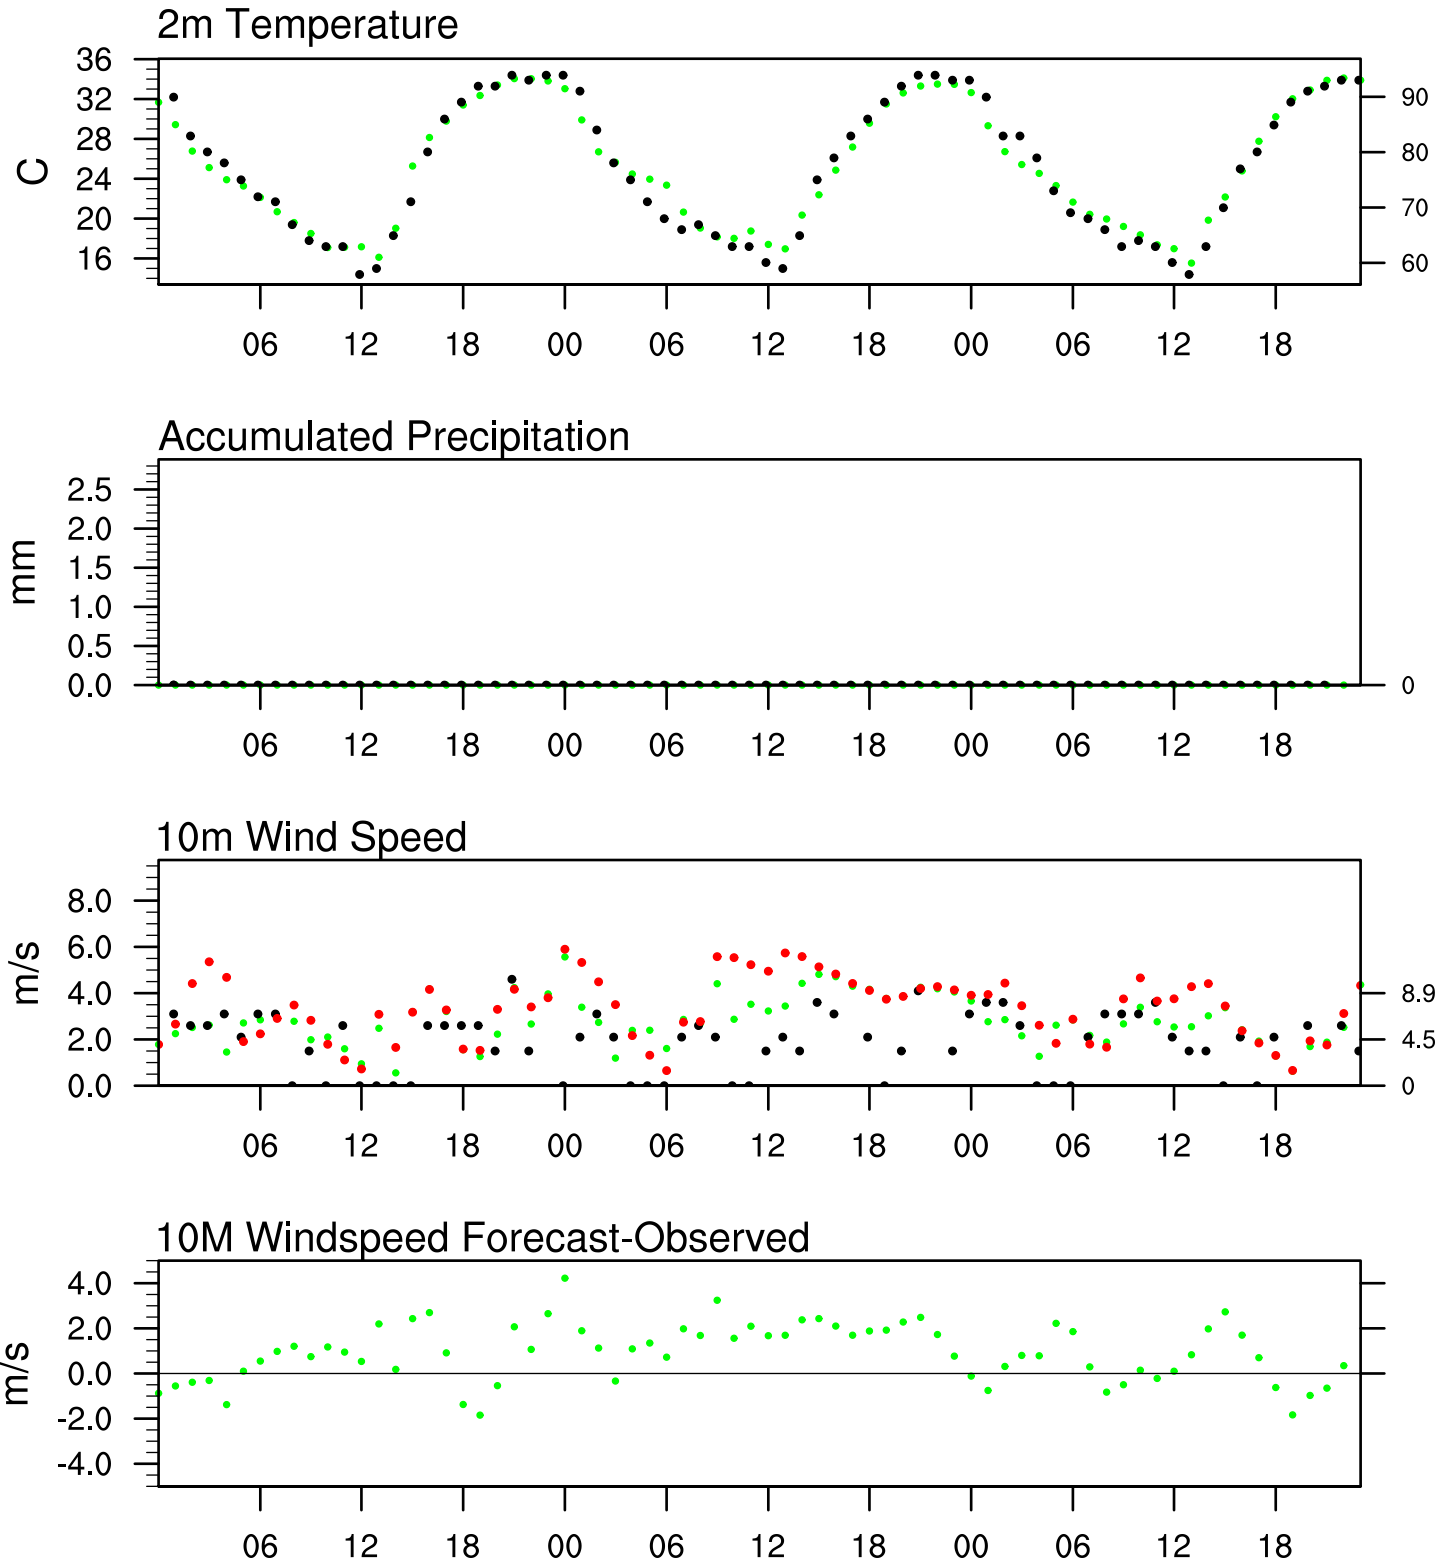 2m Temperature
36
32
28
24
20
16
C
90
80
70
60
06 12 18 00 06 12 18 00 06 12 18
Accumulated Precipitation
2.5
2.0
1.5
1.0
0.5
0.0
mm
0
06 12 18 00 06 12 18 00 06 12 18
10m Wind Speed
8.0
6.0
4.0
2.0
0.0
m/s
8.9
4.5
0
06 12 18 00 06 12 18 00 06 12 18
10M Windspeed Forecast-Observed
4.0
2.0
0.0
-2.0
-4.0
m/s
06 12 18 00 06 12 18 00 06 12 18